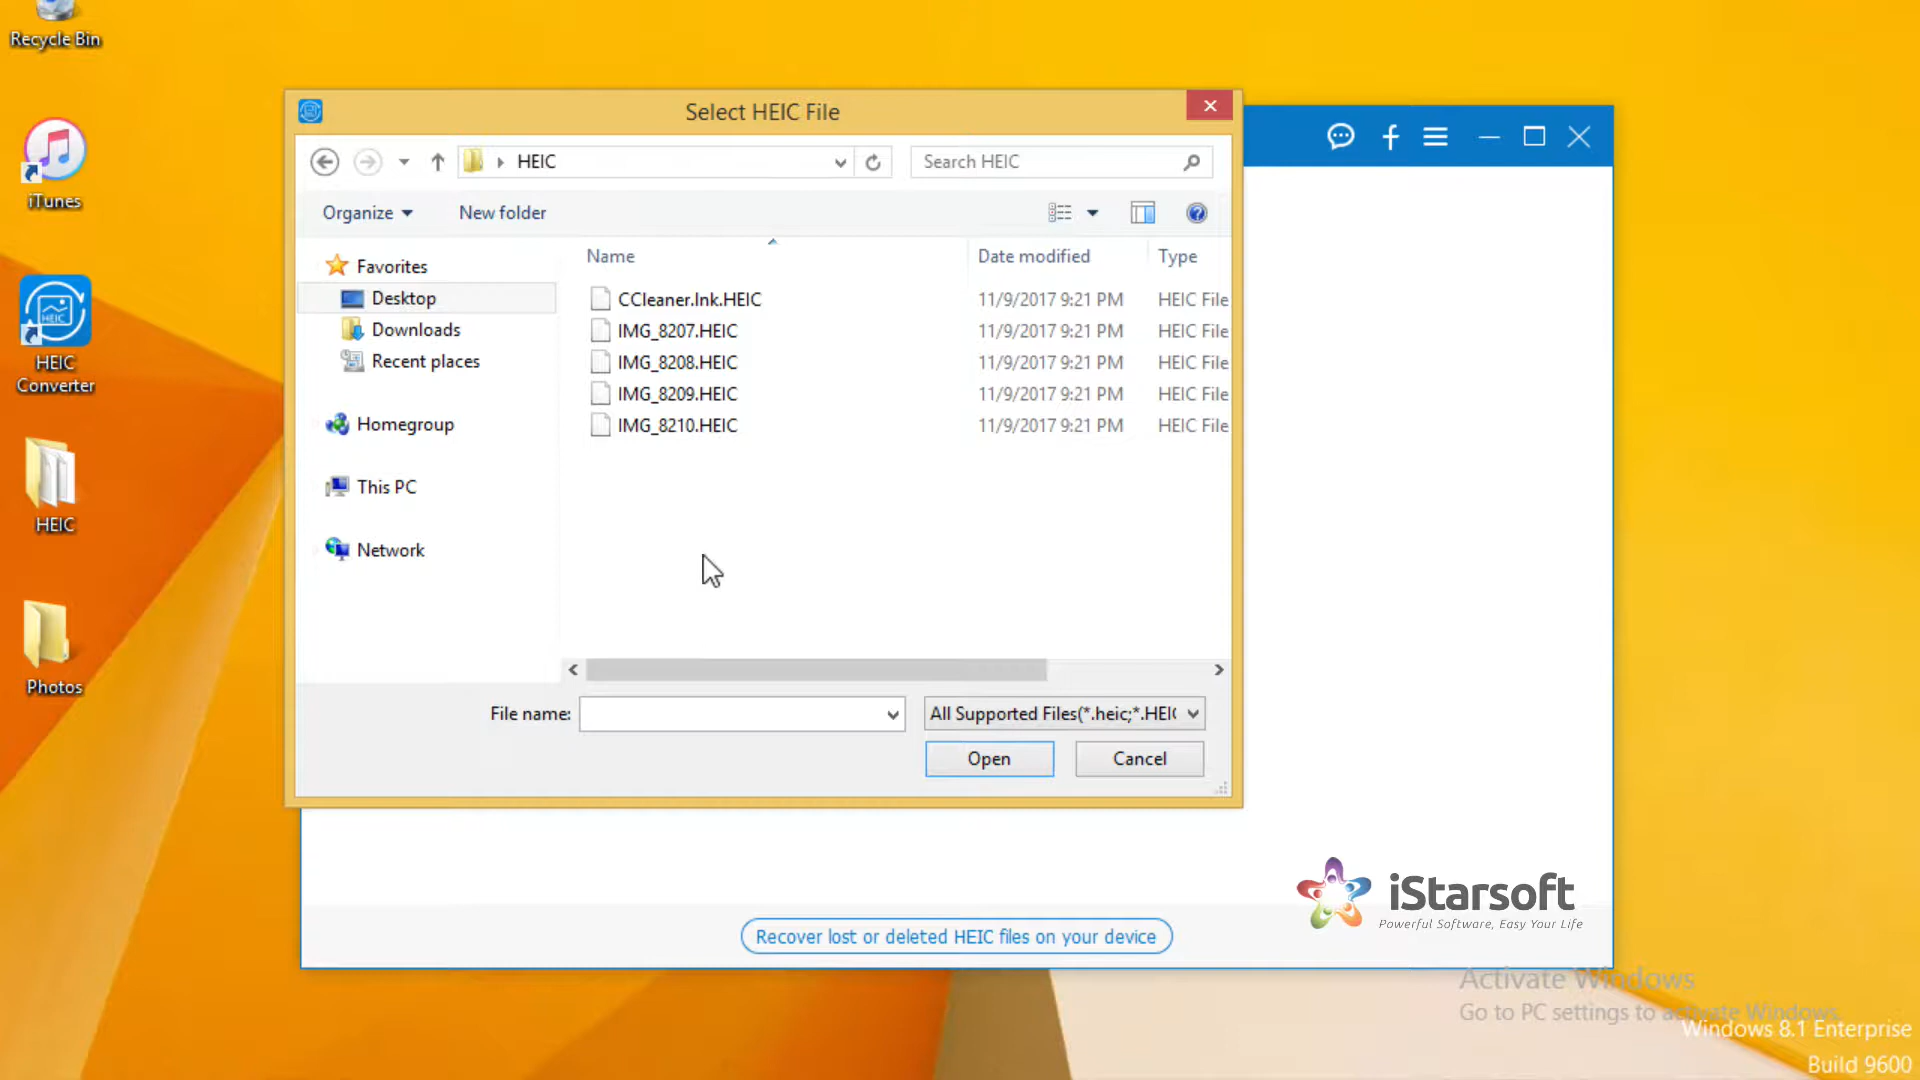 Recycle Bin
iTunes
HEIC
Converter
HEIC
Photos
Select HEIC File
HEIC
Search HEIC
Organize
New folder
Favorites
Desktop
Downloads
Recent places
Homegroup
This PC
Network
Name
Date modified
Type
CCleaner.lnk.HEIC
11/9/2017 9:21 PM
HEIC File
IMG_8207.HEIC
11/9/2017 9:21 PM
HEIC File
IMG_8208.HEIC
11/9/2017 9:21 PM
HEIC File
IMG_8209.HEIC
11/9/2017 9:21 PM
HEIC File
IMG_8210.HEIC
11/9/2017 9:21 PM
HEIC File
File name:
All Supported Files(*.heic;*.HEIC
Open
Cancel
iStarsoft
Powerful Software, Easy Your Life
Recover lost or deleted HEIC files on your device
Activate Windows
Go to PC settings to activate Windows.
Windows 8.1 Enterprise
Build 9600